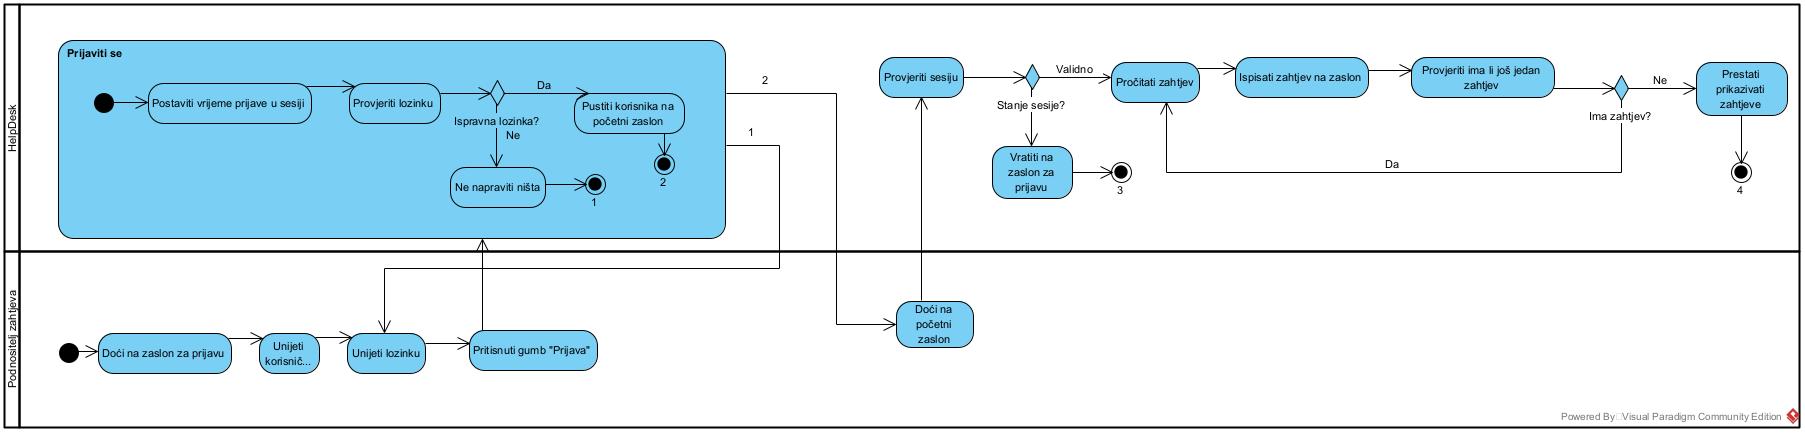 HelpDesk
Prijaviti se
Postaviti vrijeme prijave u sesiji
Provjeriti lozinku
Da
Ispravna lozinka?
Ne
Pustiti korisnika na
početni zaslon
2
Ne napraviti ništa
1
2
1
Provjeriti sesiju
Validno
Stanje sesije?
Vratiti na
zaslon za
prijavu
3
Pročitati zahtjev
Ispisati zahtjev na zaslon
Provjeriti ima li još jedan
zahtjev
Ima zahtjev?
Da
Ne
Prestati
prikazivati
zahtjeve
4
Podnositelj zahtjeva
Doći na zaslon za prijavu
Unijeti
korisnič...
Unijeti lozinku
Pritisnuti gumb "Prijava"
Doći na
početni
zaslon
Powered By Visual Paradigm Community Edition